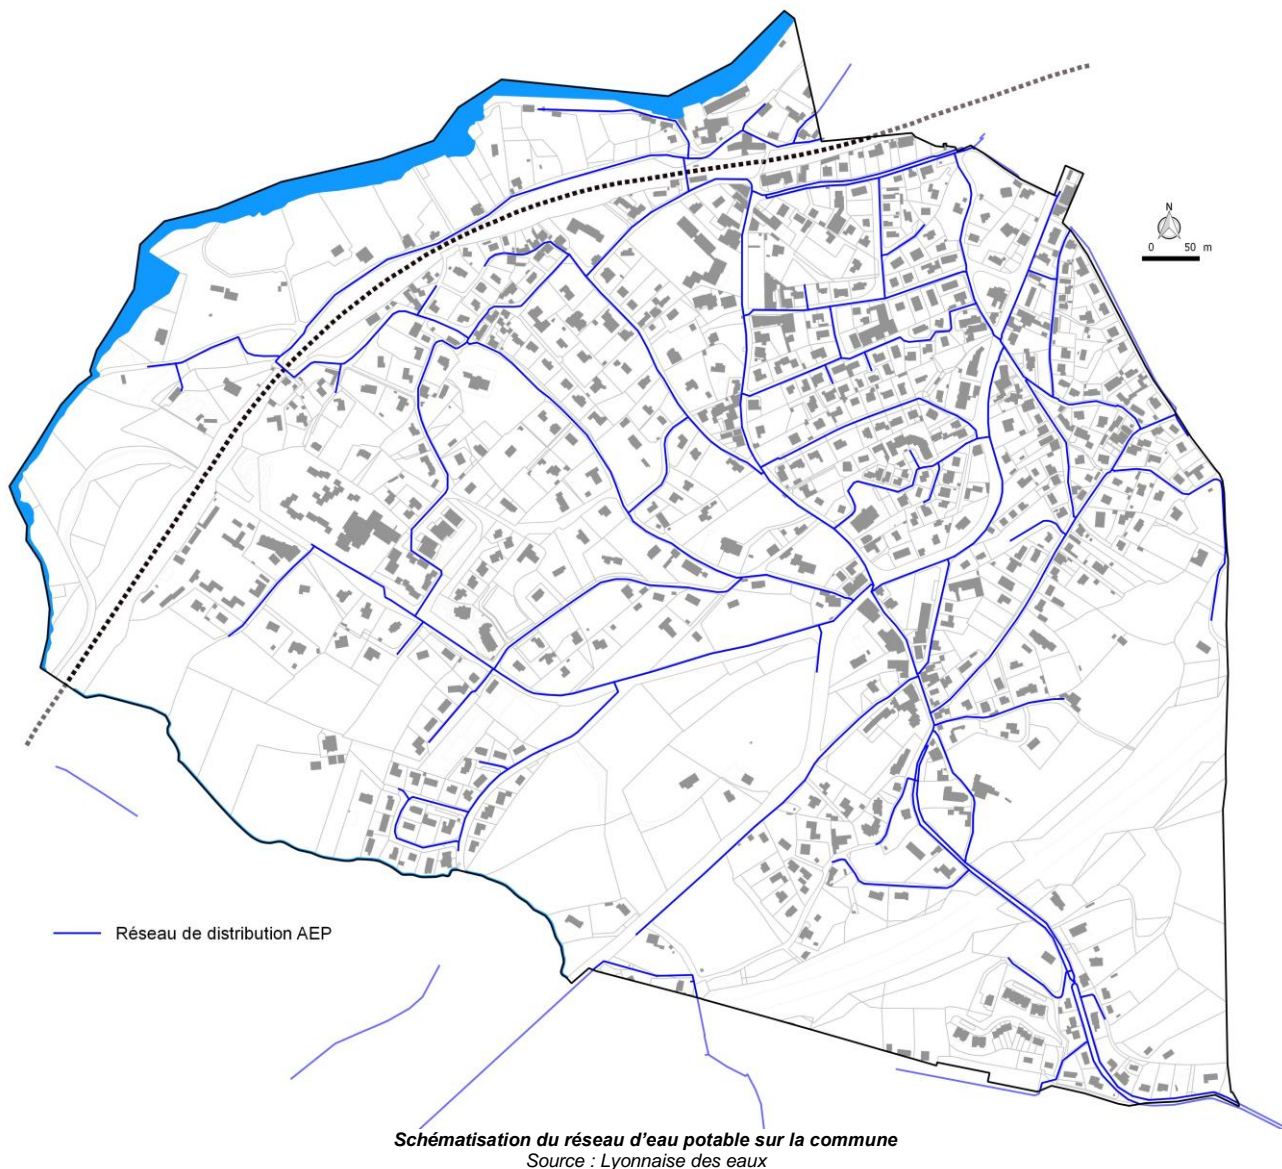 N
0 50 m
Réseau de distribution AEP
Schématisation du réseau d'eau potable sur la commune
Source : Lyonnaise des eaux